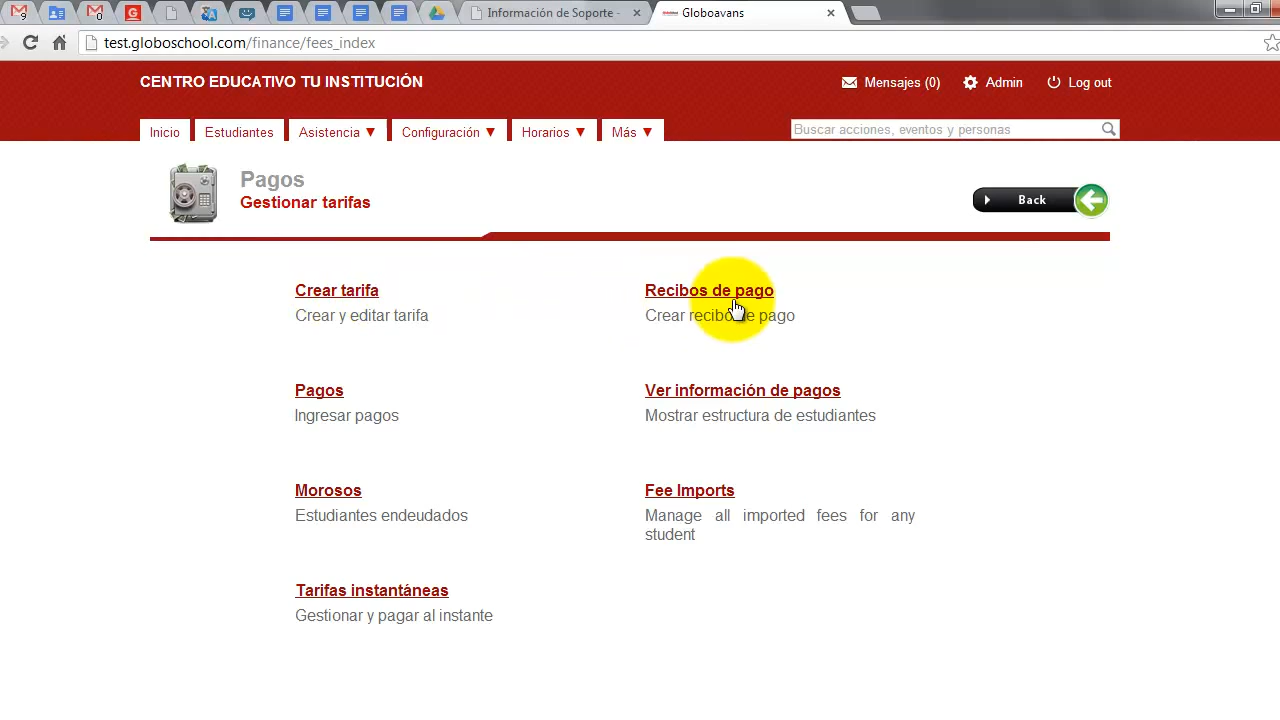 9
0
Información de Soporte -
Globoavans
test.globoschool.com/finance/fees_index
CENTRO EDUCATIVO TU INSTITUCIÓN
Mensajes (0)
Admin
Log out
Inicio
Estudiantes
Asistencia ▼
Configuración ▼
Horarios ▼
Más ▼
Buscar acciones, eventos y personas
Pagos
Gestionar tarifas
Back
Crear tarifa
Crear y editar tarifa
Recibos de pago
Crear recibo de pago
Pagos
Ingresar pagos
Ver información de pagos
Mostrar estructura de estudiantes
Morosos
Estudiantes endeudados
Fee Imports
Manage all imported fees for any
student
Tarifas instantáneas
Gestionar y pagar al instante